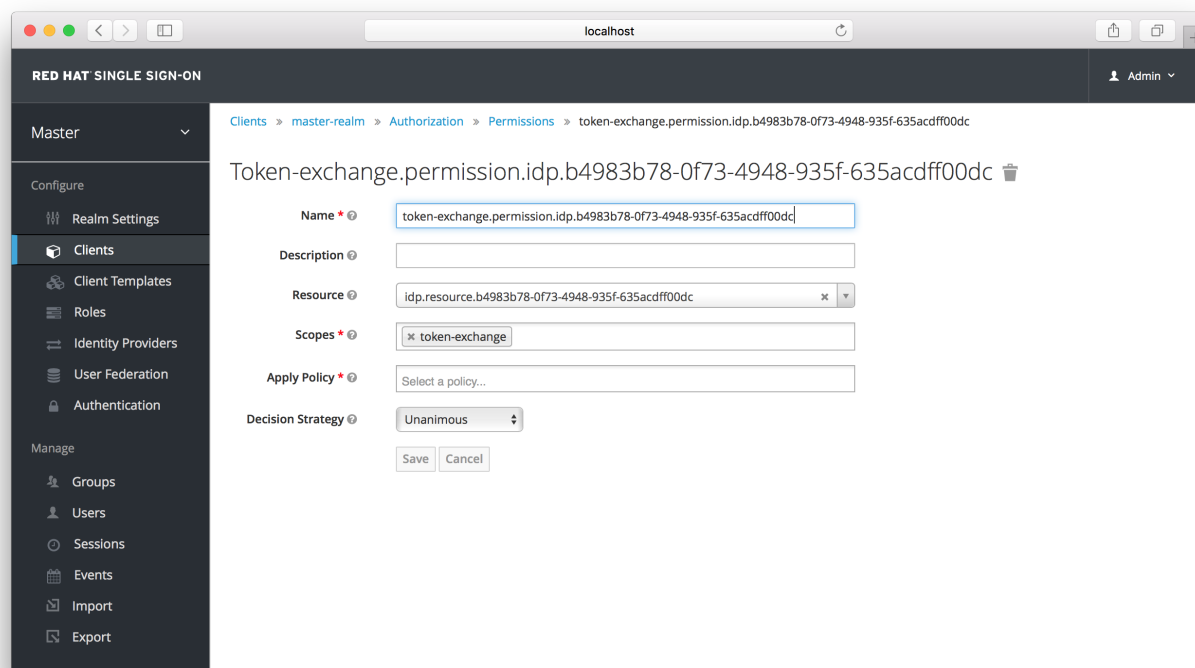 localhost
RED HAT SINGLE SIGN-ON
Admin
Master
Clients » master-realm » Authorization » Permissions » token-exchange.permission.idp.b4983b78-0f73-4948-935f-635acdff00dc
Token-exchange.permission.idp.b4983b78-0f73-4948-935f-635acdff00dc
Configure
Realm Settings
Clients
Client Templates
Roles
Identity Providers
User Federation
Authentication
Manage
Groups
Users
Sessions
Events
Import
Export
Name * token-exchange.permission.idp.b4983b78-0f73-4948-935f-635acdff00dc
Description
Resource idp.resource.b4983b78-0f73-4948-935f-635acdff00dc
Scopes * token-exchange
Apply Policy * Select a policy...
Decision Strategy Unanimous
Save Cancel